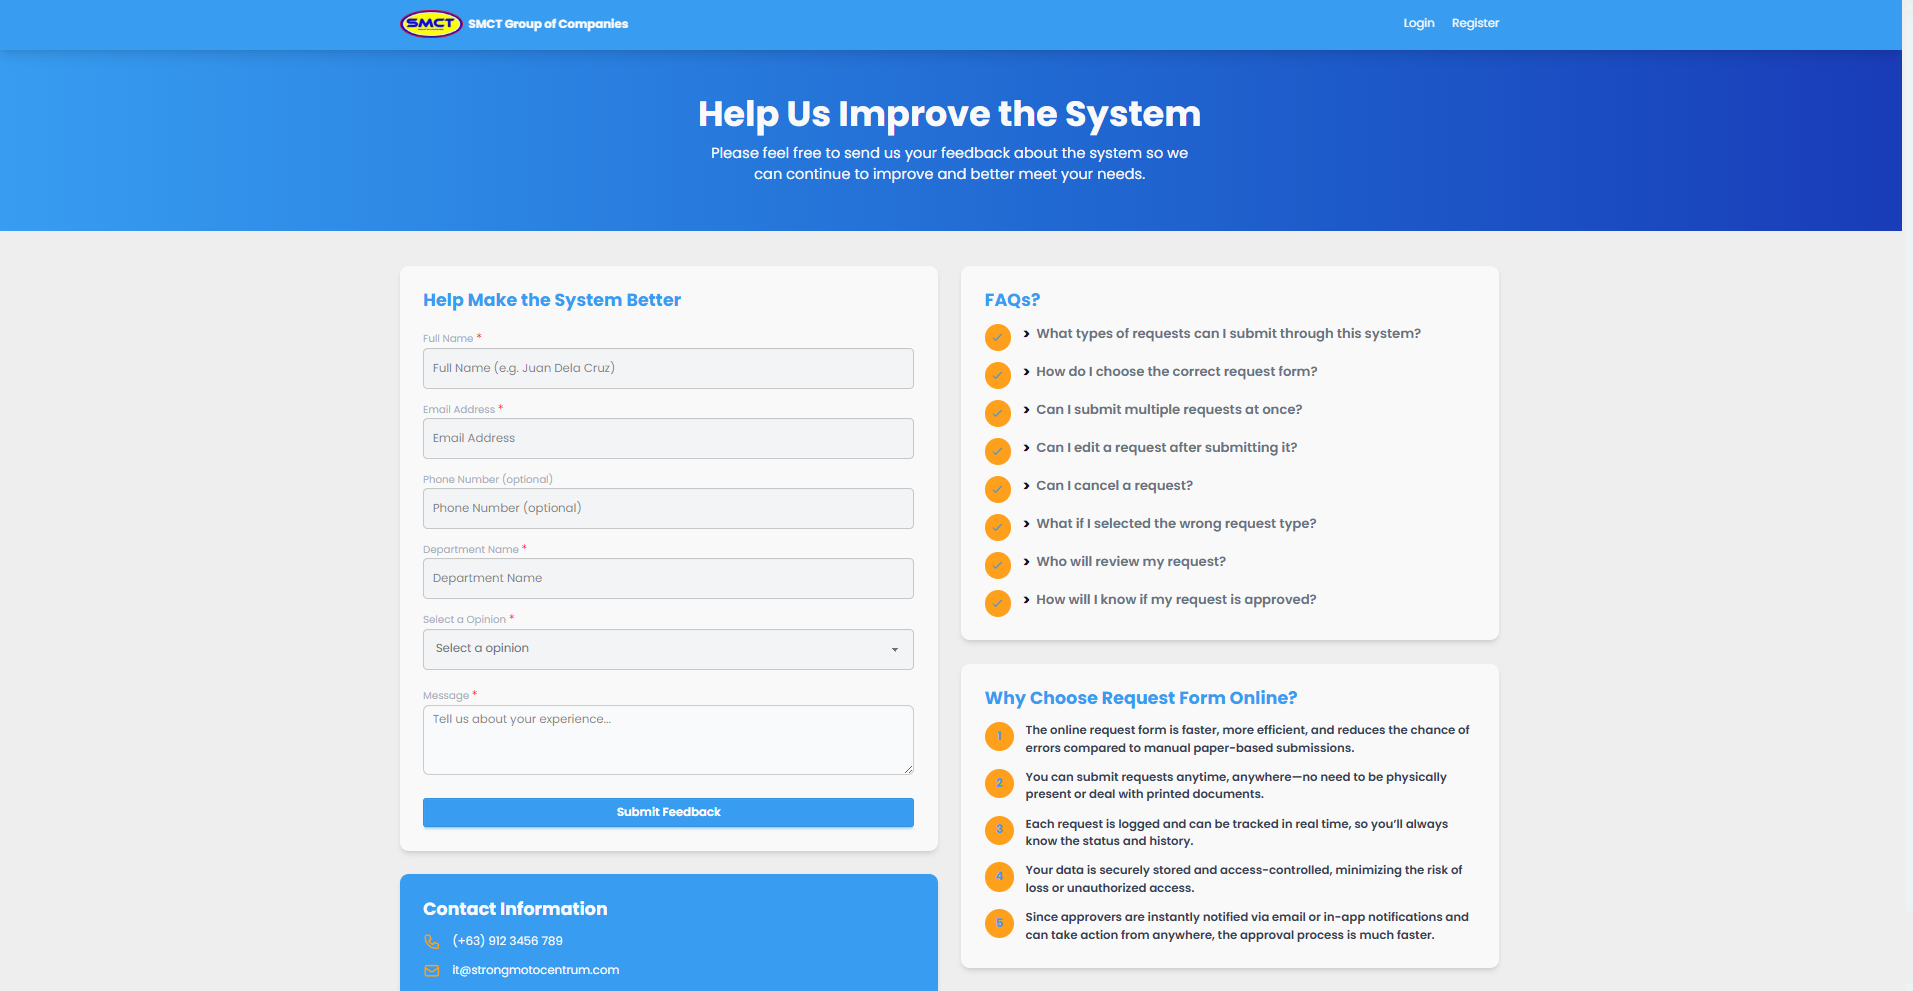 SMCT
SMCT Group of Companies
Login
Register
Help Us Improve the System
Please feel free to send us your feedback about the system so we
can continue to improve and better meet your needs.
Help Make the System Better
Full Name *
Full Name (e.g. Juan Dela Cruz)
Email Address *
Email Address
Phone Number (optional)
Phone Number (optional)
Department Name *
Department Name
Select a Opinion *
Select a opinion
Message *
Tell us about your experience...
Submit Feedback
Contact Information
(+63) 912 3456 789
it@strongmotocentrum.com
FAQs?
What types of requests can I submit through this system?
How do I choose the correct request form?
Can I submit multiple requests at once?
Can I edit a request after submitting it?
Can I cancel a request?
What if I selected the wrong request type?
Who will review my request?
How will I know if my request is approved?
Why Choose Request Form Online?
1 The online request form is faster, more efficient, and reduces the chance of
errors compared to manual paper-based submissions.
2 You can submit requests anytime, anywhere—no need to be physically
present or deal with printed documents.
3 Each request is logged and can be tracked in real time, so you’ll always
know the status and history.
4 Your data is securely stored and access-controlled, minimizing the risk of
loss or unauthorized access.
5 Since approvers are instantly notified via email or in-app notifications and
can take action from anywhere, the approval process is much faster.